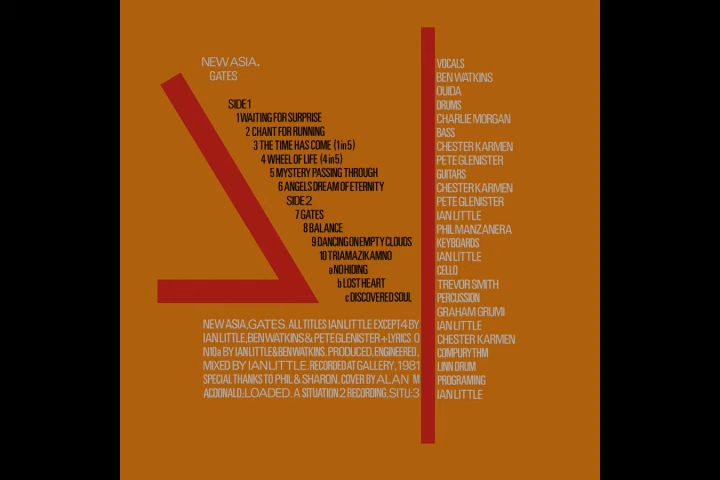 NEW ASIA.
GATES
SIDE 1
1 WAITING FOR SURPRISE
2 CHANT FOR RUNNING
3 THE TIME HAS COME (1 in 5)
4 WHEEL OF LIFE (4 in 5)
5 MYSTERY PASSING THROUGH
6 ANGELS DREAM OF ETERNITY
SIDE 2
7 GATES
8 BALANCE
9 DANCING ON EMPTY CLOUDS
10 TRIAMAZIKAMNO
a NO HIDING
b LOST HEART
c DISCOVERED SOUL
NEW ASIA, GATES. ALL TITLES IAN LITTLE EXCEPT 4 BY
IAN LITTLE, BEN WATKINS & PETE GLENISTER + LYRICS O
N 10a BY IAN LITTLE & BEN WATKINS. PRODUCED, ENGINEERED,
MIXED BY IAN LITTLE. RECORDED AT GALLERY, 1981
SPECIAL THANKS TO PHIL & SHARON. COVER BY ALAN M
ACDONALD, LOADED. A SITUATION 2 RECORDING, SITU:3
VOCALS
BEN WATKINS
OUIDA
DRUMS
CHARLIE MORGAN
BASS
CHESTER KARMEN
PETE GLENISTER
GUITARS
CHESTER KARMEN
PETE GLENISTER
IAN LITTLE
PHIL MANZANERA
KEYBOARDS
IAN LITTLE
CELLO
TREVOR SMITH
PERCUSSION
GRAHAM GRUMI
IAN LITTLE
CHESTER KARMEN
COMPURYTHM
LINN DRUM
PROGRAMING
IAN LITTLE